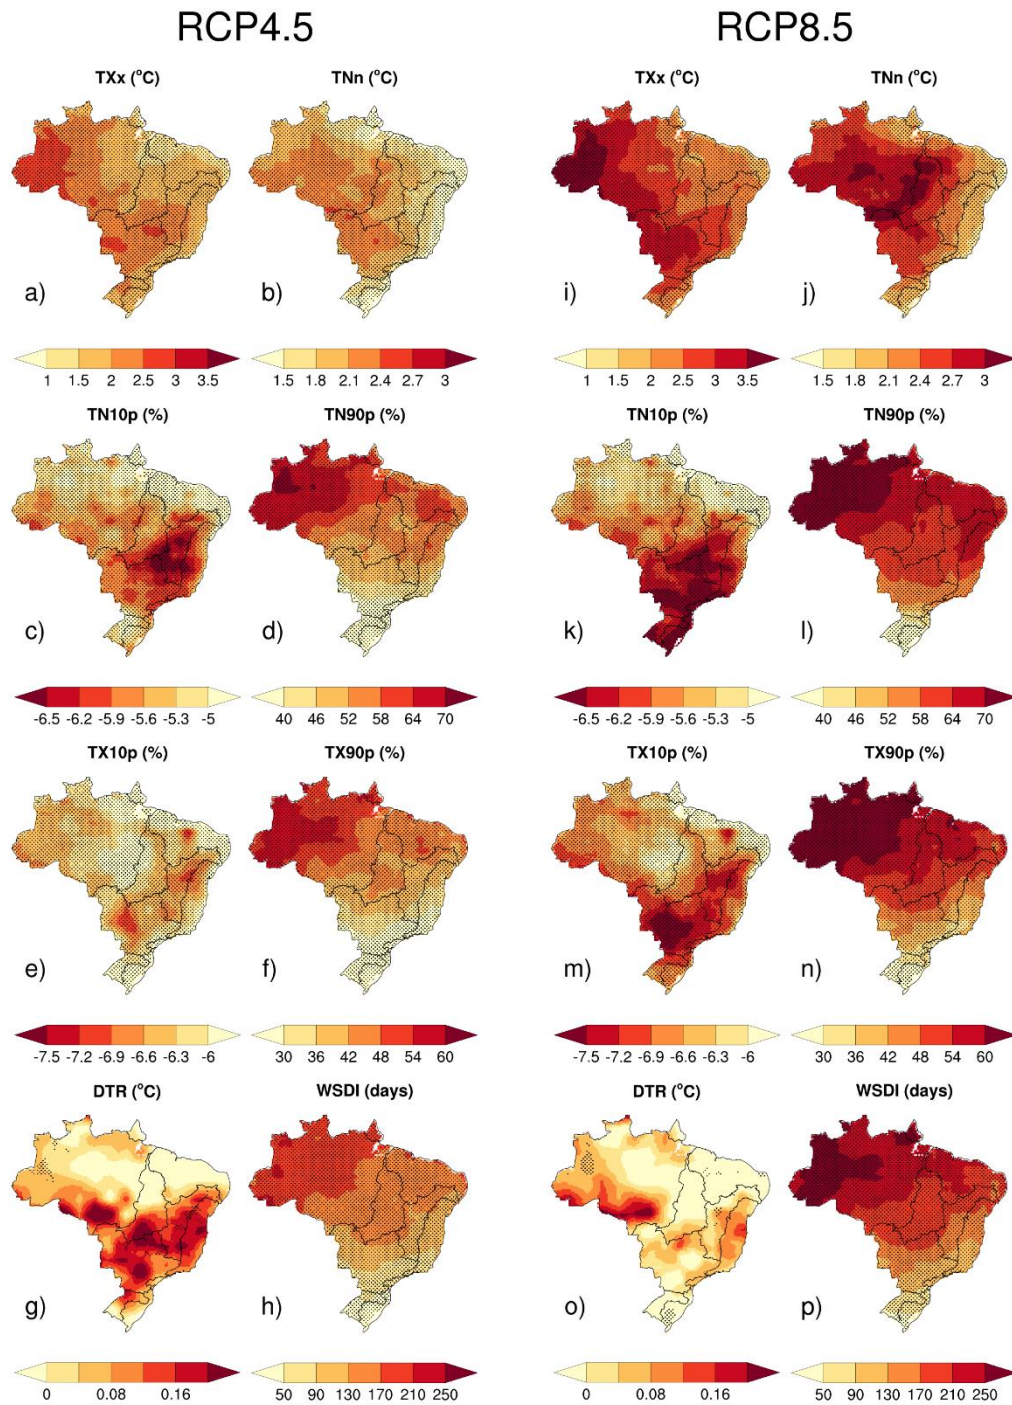 RCP4.5 RCP8.5
TXx (°C) TNn (°C) TXx (°C) TNn (°C)
a) b) i) j)
1 1.5 2 2.5 3 3.5 1.5 1.8 2.1 2.4 2.7 3 1 1.5 2 2.5 3 3.5 1.5 1.8 2.1 2.4 2.7 3
TN10p (%) TN90p (%) TN10p (%) TN90p (%)
c) d) k) l)
-6.5 -6.2 -5.9 -5.6 -5.3 -5 40 46 52 58 64 70 -6.5 -6.2 -5.9 -5.6 -5.3 -5 40 46 52 58 64 70
TX10p (%) TX90p (%) TX10p (%) TX90p (%)
e) f) m) n)
-7.5 -7.2 -6.9 -6.6 -6.3 -6 30 36 42 48 54 60 -7.5 -7.2 -6.9 -6.6 -6.3 -6 30 36 42 48 54 60
DTR (°C) WSDI (days) DTR (°C) WSDI (days)
g) h) o) p)
0 0.08 0.16 50 90 130 170 210 250 0 0.08 0.16 50 90 130 170 210 250